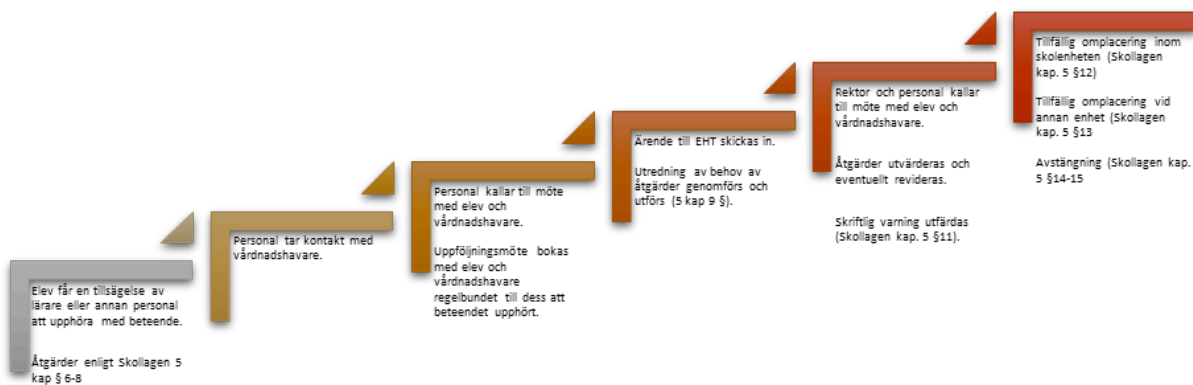 Elev får en tillsägelse av
lärare eller annan personal
att upphöra med beteende.
Åtgärder enligt Skollagen 5
kap § 6-8
Personal tar kontakt med
vårdnadshavare.
Personal kallar till möte
med elev och
vårdnadshavare.
Uppföljningsmöte bokas
med elev och
vårdnadshavare
regelbundet till dess att
beteendet upphört.
Ärende till EHT skickas in.
Utredning av behov av
åtgärder genomförs och
utförs (5 kap 9 §).
Rektor och personal kallar
till möte med elev och
vårdnadshavare.
Åtgärder utvärderas och
eventuellt revideras.
Skriftlig varning utfärdas
(Skollagen kap. 5 §11).
Tillfällig omplacering inom
skolenheten (Skollagen
kap. 5 §12)
Tillfällig omplacering vid
annan enhet (Skollagen
kap. 5 §13
Avstängning (Skollagen kap.
5 §14-15